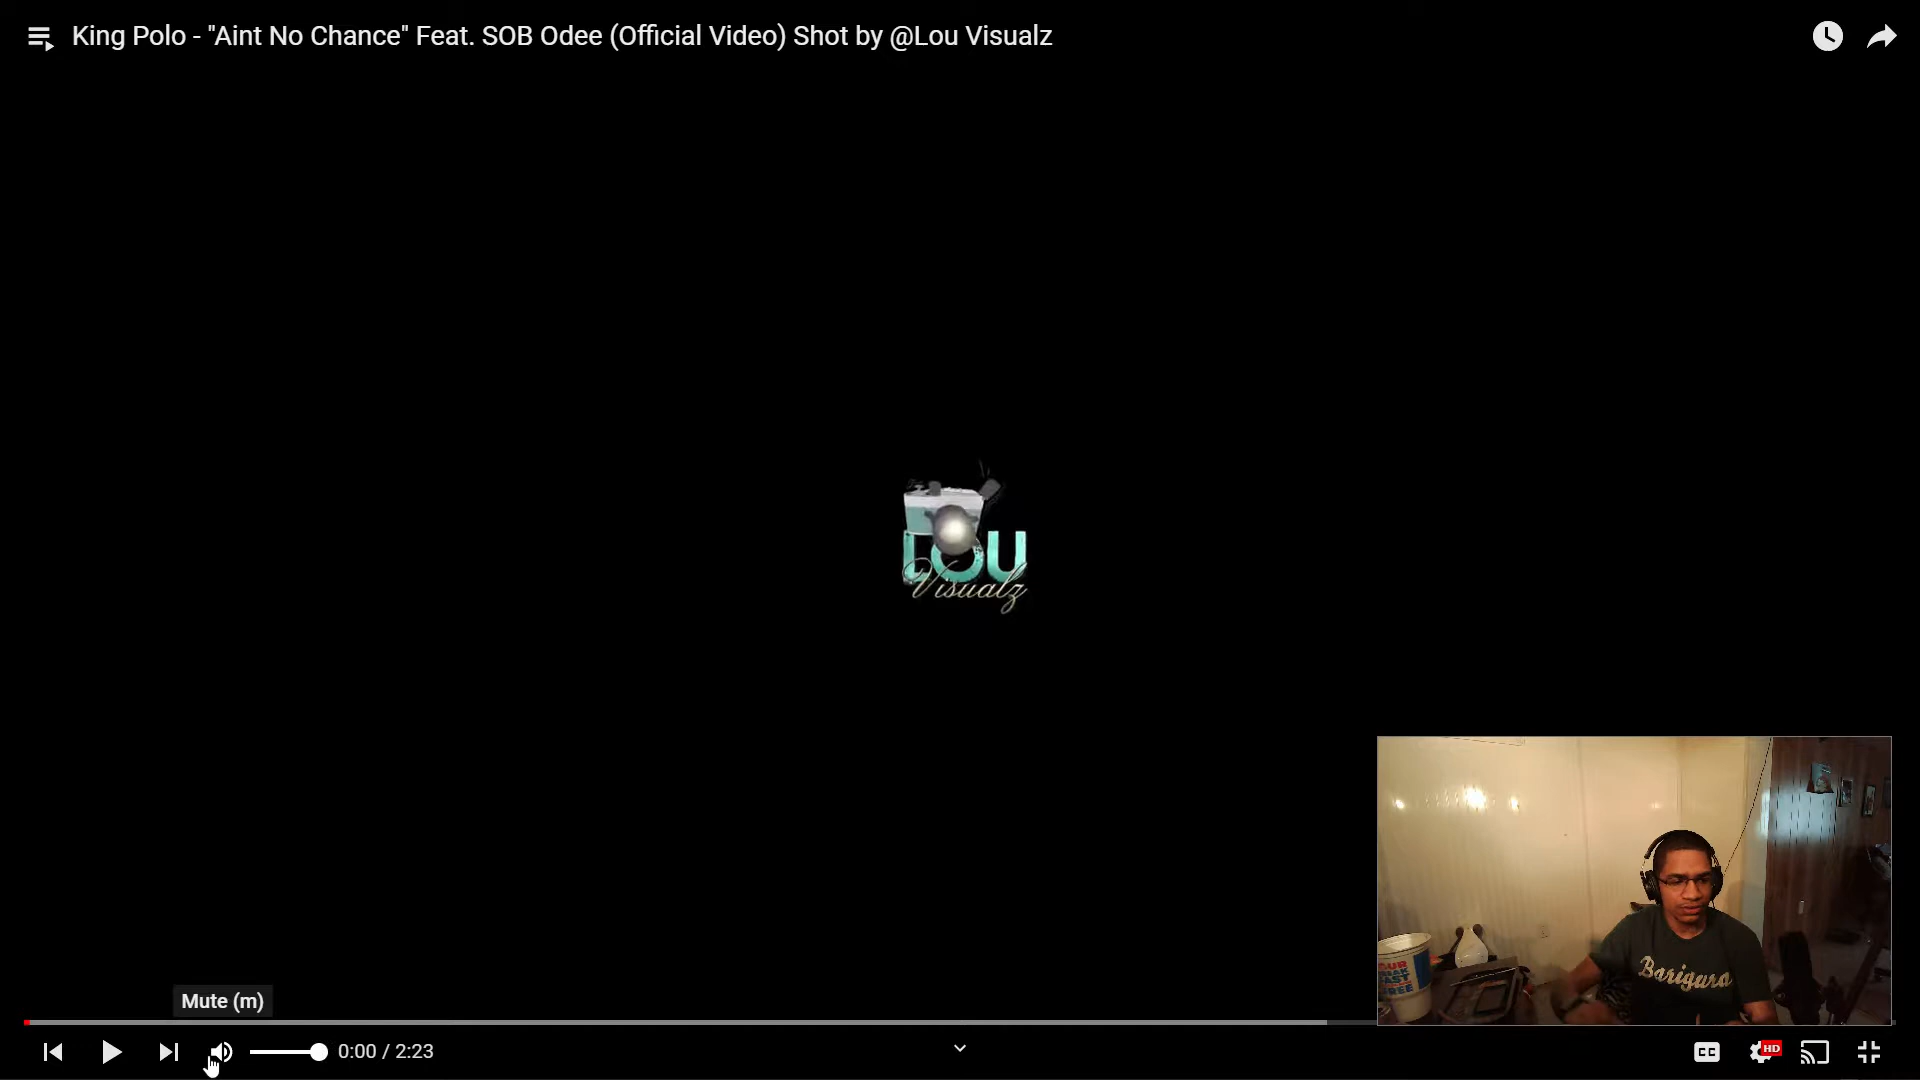 King Polo - "Aint No Chance" Feat. SOB Odee (Official Video) Shot by @Lou Visualz
LOU
Visualz
Barigura
Mute (m)
0:00 / 2:23
CC
HD